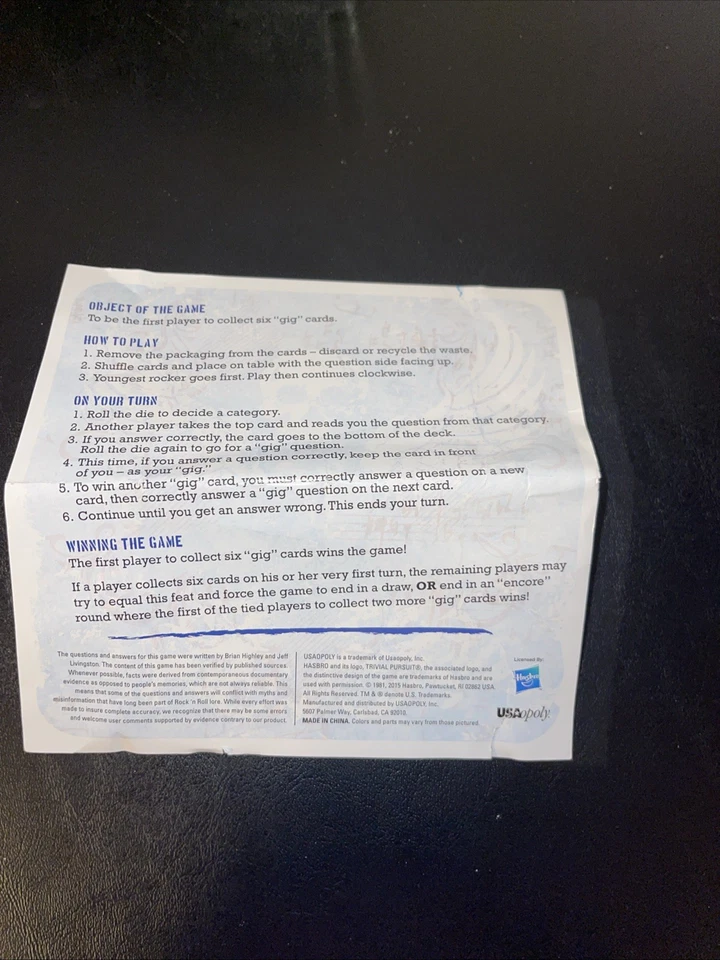 OBJECT OF THE GAME
To be the first player to collect six "gig" cards.
HOW TO PLAY
1. Remove the packaging from the cards – discard or recycle the waste.
2. Shuffle cards and place on table with the question side facing up.
3. Youngest rocker goes first. Play then continues clockwise.
ON YOUR TURN
1. Roll the die to decide a category.
2. Another player takes the top card and reads you the question from that category.
3. If you answer correctly, the card goes to the bottom of the deck.
Roll the die again to go for a "gig" question.
4. This time, if you answer a question correctly, keep the card in front
of you – as your "gig."
5. To win another "gig" card, you must correctly answer a question on a new
card, then correctly answer a "gig" question on the next card.
6. Continue until you get an answer wrong. This ends your turn.
WINNING THE GAME
The first player to collect six "gig" cards wins the game!
If a player collects six cards on his or her very first turn, the remaining players may
try to equal this feat and force the game to end in a draw, OR end in an "encore"
round where the first of the tied players to collect two more "gig" cards wins!
The questions and answers for this game were written by Brian Highley and Jeff
Livingston. The content of this game has been verified by published sources.
Whenever possible, facts were derived from contemporaneous documentary
evidence as opposed to people's memories, which are not always reliable. This
means that some of the questions and answers will conflict with myths and
misinformation that have long been part of Rock 'n Roll lore. While every effort was
made to insure complete accuracy, we recognize that there may be some errors
and welcome user comments supported by evidence contrary to our product.
USAOPOLY is a trademark of Usaopoly, Inc.
HASBRO and its logo, TRIVIAL PURSUIT®, the associated logo, and
the distinctive design of the game are trademarks of Hasbro and are
used with permission. © 1981, 2015 Hasbro, Pawtucket, RI 02862 USA.
All Rights Reserved. TM & ® denote U.S. Trademarks.
Manufactured and distributed by USAOPOLY, Inc.
5607 Palmer Way, Carlsbad, CA 92010
MADE IN CHINA. Colors and parts may vary from those pictured.
Licensed By:
Hasbro
USAopoly